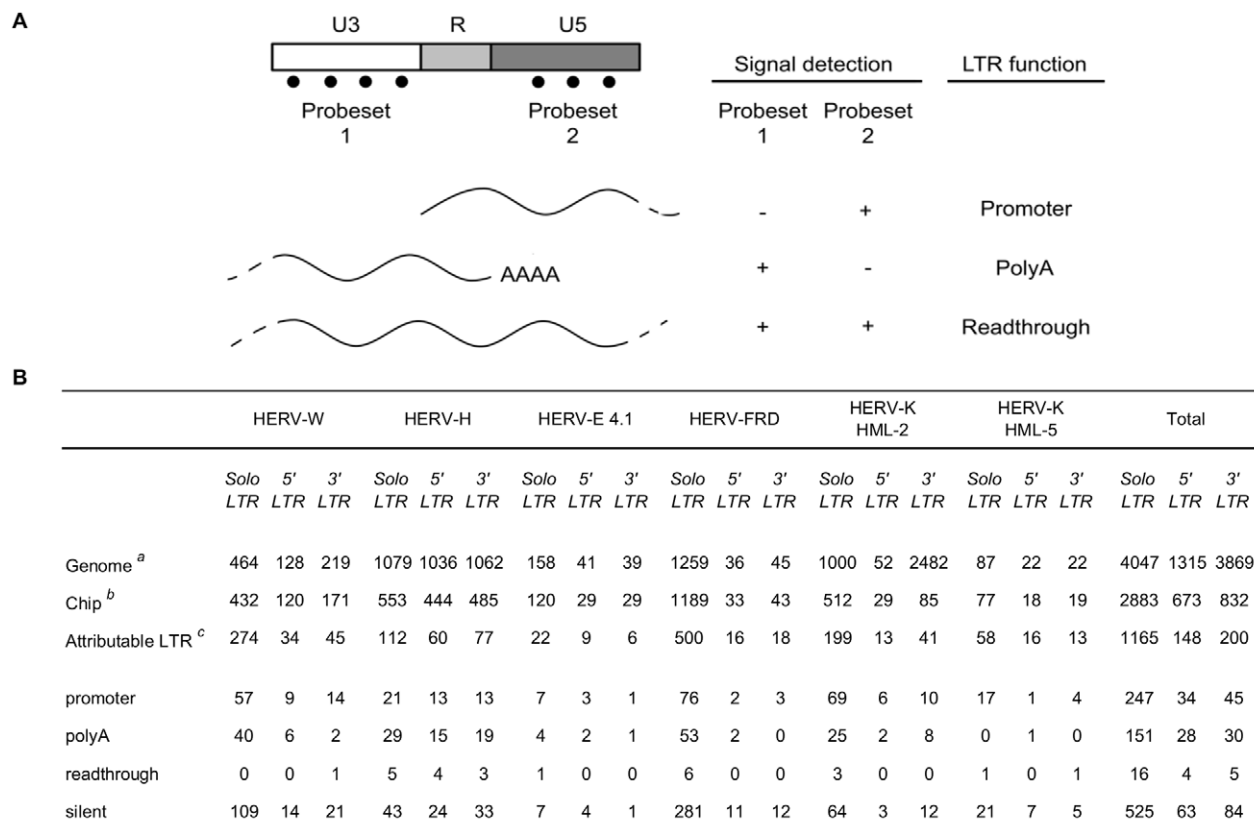 A
U3 R U5
Signal detection LTR function
Probeset 1 Probeset 2 Probeset 1 Probeset 2
- + Promoter
AAAA + - PolyA
+ + Readthrough
B
HERV-W HERV-H HERV-E 4.1 HERV-FRD HERV-K HML-2 HERV-K HML-5 Total
Solo LTR 5' LTR 3' LTR Solo LTR 5' LTR 3' LTR Solo LTR 5' LTR 3' LTR Solo LTR 5' LTR 3' LTR Solo LTR 5' LTR 3' LTR Solo LTR 5' LTR 3' LTR Solo LTR 5' LTR 3' LTR
Genome a 464 128 219 1079 1036 1062 158 41 39 1259 36 45 1000 52 2482 87 22 22 4047 1315 3869
Chip b 432 120 171 553 444 485 120 29 29 1189 33 43 512 29 85 77 18 19 2883 673 832
Attributable LTR c 274 34 45 112 60 77 22 9 6 500 16 18 199 13 41 58 16 13 1165 148 200
promoter 57 9 14 21 13 13 7 3 1 76 2 3 69 6 10 17 1 4 247 34 45
polyA 40 6 2 29 15 19 4 2 1 53 2 0 25 2 8 0 1 0 151 28 30
readthrough 0 0 1 5 4 3 1 0 0 6 0 0 3 0 0 1 0 1 16 4 5
silent 109 14 21 43 24 33 7 4 1 281 11 12 64 3 12 21 7 5 525 63 84